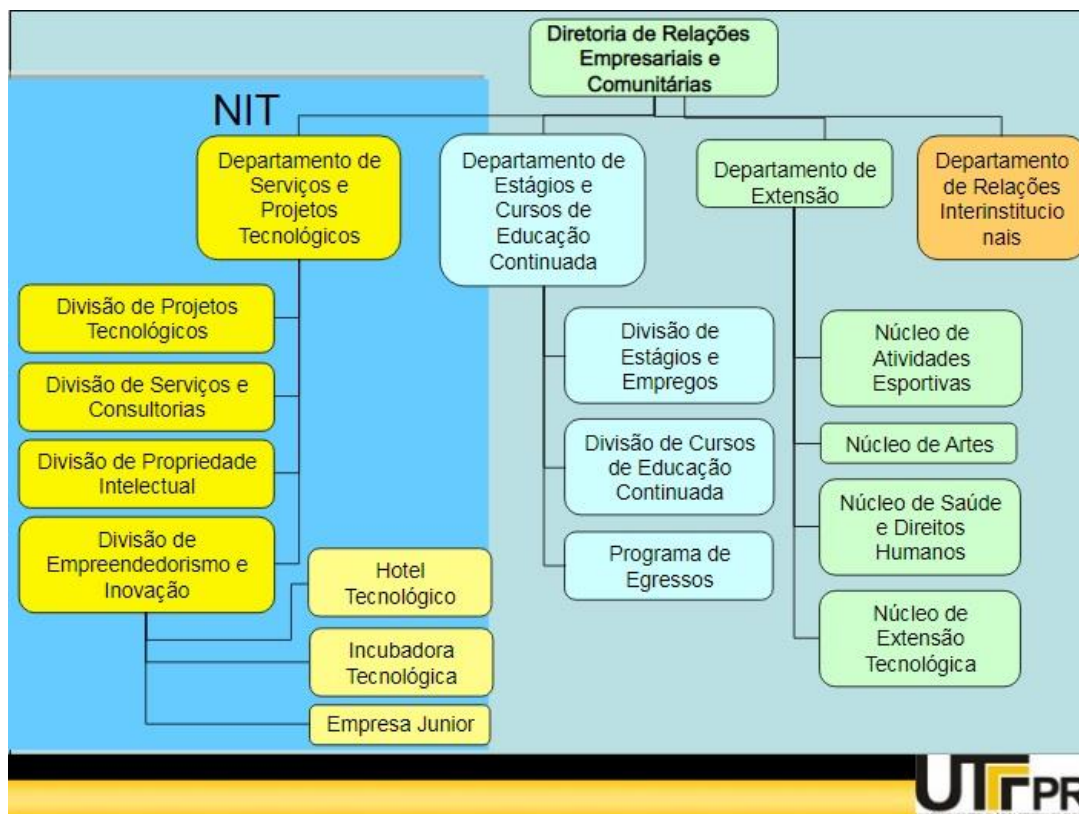 Diretoria de Relações
Empresariais e
Comunitárias
NIT
Departamento de
Serviços e
Projetos
Tecnológicos
Departamento de
Estágios e
Cursos de
Educação
Continuada
Departamento de
Extensão
Departamento
de Relações
Interinstitucio
nais
Divisão de Projetos
Tecnológicos
Divisão de Serviços e
Consultorias
Divisão de Propriedade
Intelectual
Divisão de
Empreendedorismo e
Inovação
Hotel
Tecnológico
Incubadora
Tecnológica
Empresa Junior
Divisão de
Estágios e
Empregos
Divisão de Cursos
de Educação
Continuada
Programa de
Egressos
Núcleo de
Atividades
Esportivas
Núcleo de Artes
Núcleo de Saúde
e Direitos
Humanos
Núcleo de
Extensão
Tecnológica
UTFPR